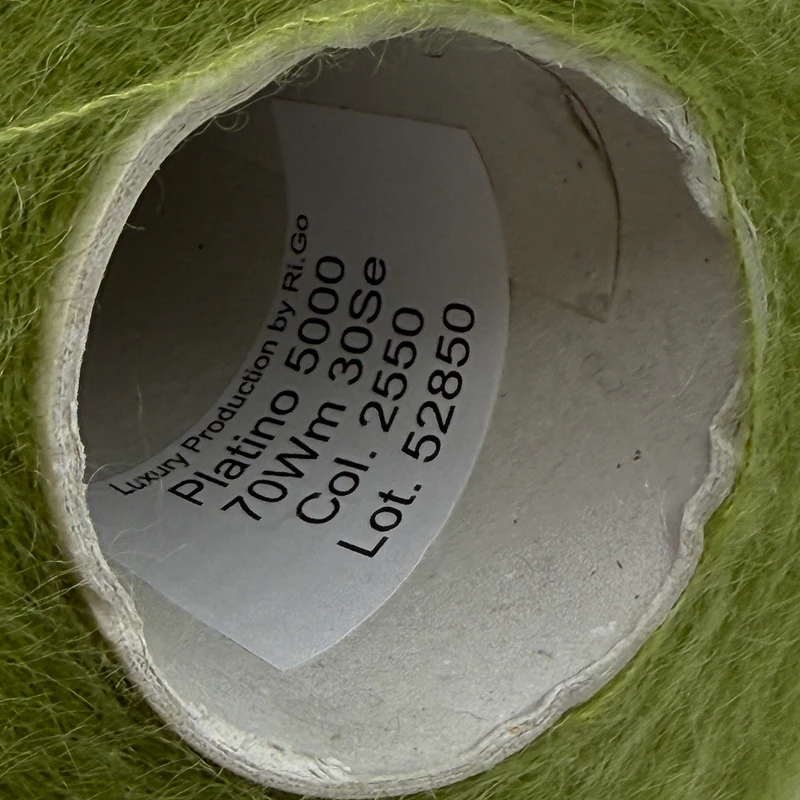 Luxury Production by Ri.Go
Platino 5000
70Wm 30Se
Col. 2550
Lot. 52850